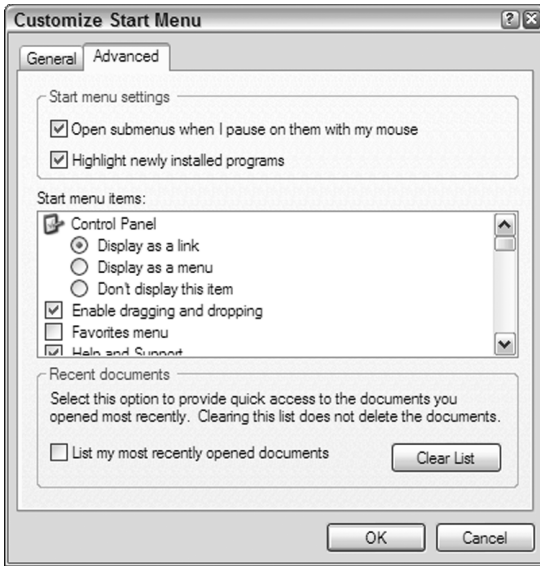 Customize Start Menu
General Advanced
Start menu settings
Open submenus when I pause on them with my mouse
Highlight newly installed programs
Start menu items:
Control Panel
Display as a link
Display as a menu
Don't display this item
Enable dragging and dropping
Favorites menu
Help and Support
Recent documents
Select this option to provide quick access to the documents you
opened most recently. Clearing this list does not delete the documents.
List my most recently opened documents
Clear List
OK Cancel